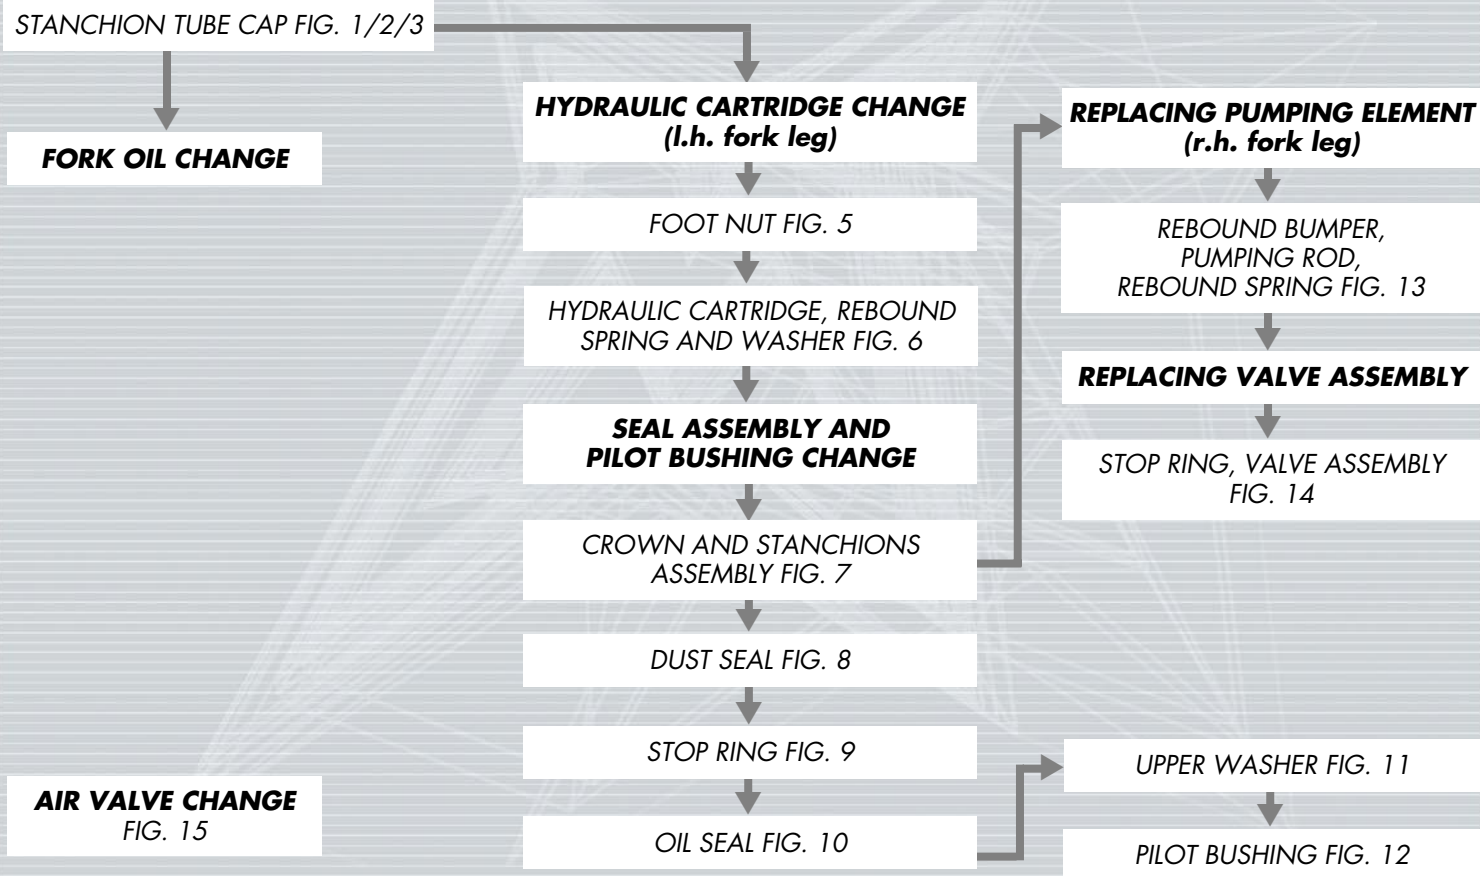 STANCHION TUBE CAP FIG. 1/2/3
FORK OIL CHANGE
HYDRAULIC CARTRIDGE CHANGE
(l.h. fork leg)
FOOT NUT FIG. 5
HYDRAULIC CARTRIDGE, REBOUND
SPRING AND WASHER FIG. 6
SEAL ASSEMBLY AND
PILOT BUSHING CHANGE
CROWN AND STANCHIONS
ASSEMBLY FIG. 7
DUST SEAL FIG. 8
STOP RING FIG. 9
OIL SEAL FIG. 10
REPLACING PUMPING ELEMENT
(r.h. fork leg)
REBOUND BUMPER,
PUMPING ROD,
REBOUND SPRING FIG. 13
REPLACING VALVE ASSEMBLY
STOP RING, VALVE ASSEMBLY
FIG. 14
UPPER WASHER FIG. 11
PILOT BUSHING FIG. 12
AIR VALVE CHANGE
FIG. 15